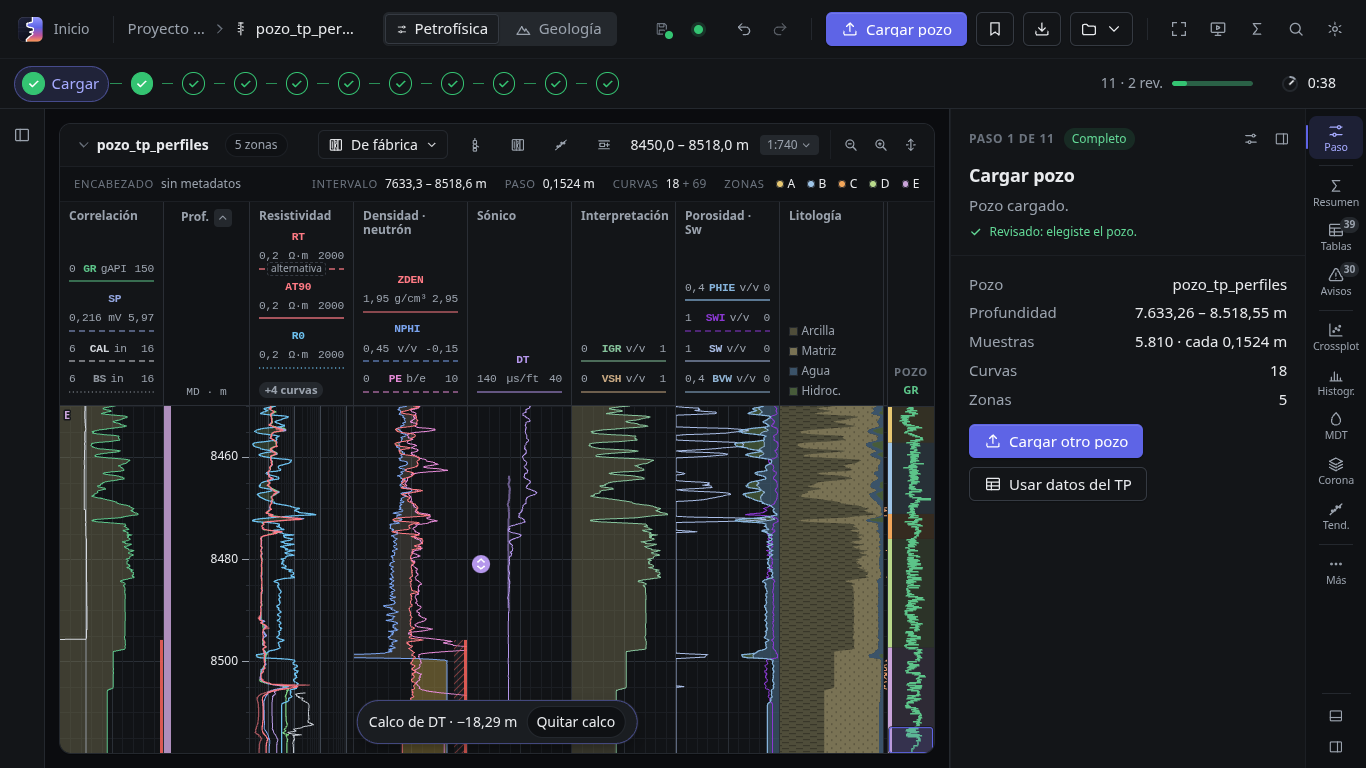 Inicio
Proyecto ...
pozo_tp_per...
Petrofísica
Geología
Cargar pozo
Cargar
11 · 2 rev.
0:38
pozo_tp_perfiles
5 zonas
De fábrica
8450,0 – 8518,0 m
1:740
ENCABEZADO sin metadatos
INTERVALO 7633,3 – 8518,6 m
PASO 0,1524 m
CURVAS 18 + 69
ZONAS A B C D E
Correlación
Prof.
Resistividad
Densidad · neutrón
Sónico
Interpretación
Porosidad · Sw
Litología
0 GR gAPI 150
SP
0,216 mV 5,97
6 CAL in 16
6 BS in 16
MD · m
RT
0,2 Ω·m 2000
alternativa
AT90
0,2 Ω·m 2000
R0
0,2 Ω·m 2000
+4 curvas
ZDEN
1,95 g/cm³ 2,95
NPHI
0,45 v/v -0,15
0 PE b/e 10
DT
140 µs/ft 40
0 IGR v/v 1
0 VSH v/v 1
0,4 PHIE v/v 0
1 SWI v/v 0
1 SW v/v 0
0,4 BVW v/v 0
Arcilla
Matriz
Agua
Hidroc.
POZO
GR
E
8460
8480
8500
Calco de DT · −18,29 m
Quitar calco
PASO 1 DE 11
Completo
Cargar pozo
Pozo cargado.
Revisado: elegiste el pozo.
Pozo pozo_tp_perfiles
Profundidad 7.633,26 – 8.518,55 m
Muestras 5.810 · cada 0,1524 m
Curvas 18
Zonas 5
Cargar otro pozo
Usar datos del TP
Paso
Resumen
39
Tablas
30
Avisos
Crossplot
Histogr.
MDT
Corona
Tend.
Más